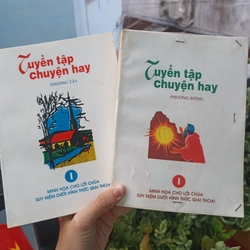 Tuyển tập
chuyện hay
PHƯƠNG TÂY
1
MINH HỌA CHO LỜI CHÚA
SUY NIỆM DƯỚI HÌNH THỨC GIAI THOẠI
Tuyển tập
chuyện hay
PHƯƠNG ĐÔNG
1
MINH HỌA CHO LỜI CHÚA
SUY NIỆM DƯỚI HÌNH THỨC GIAI THOẠI